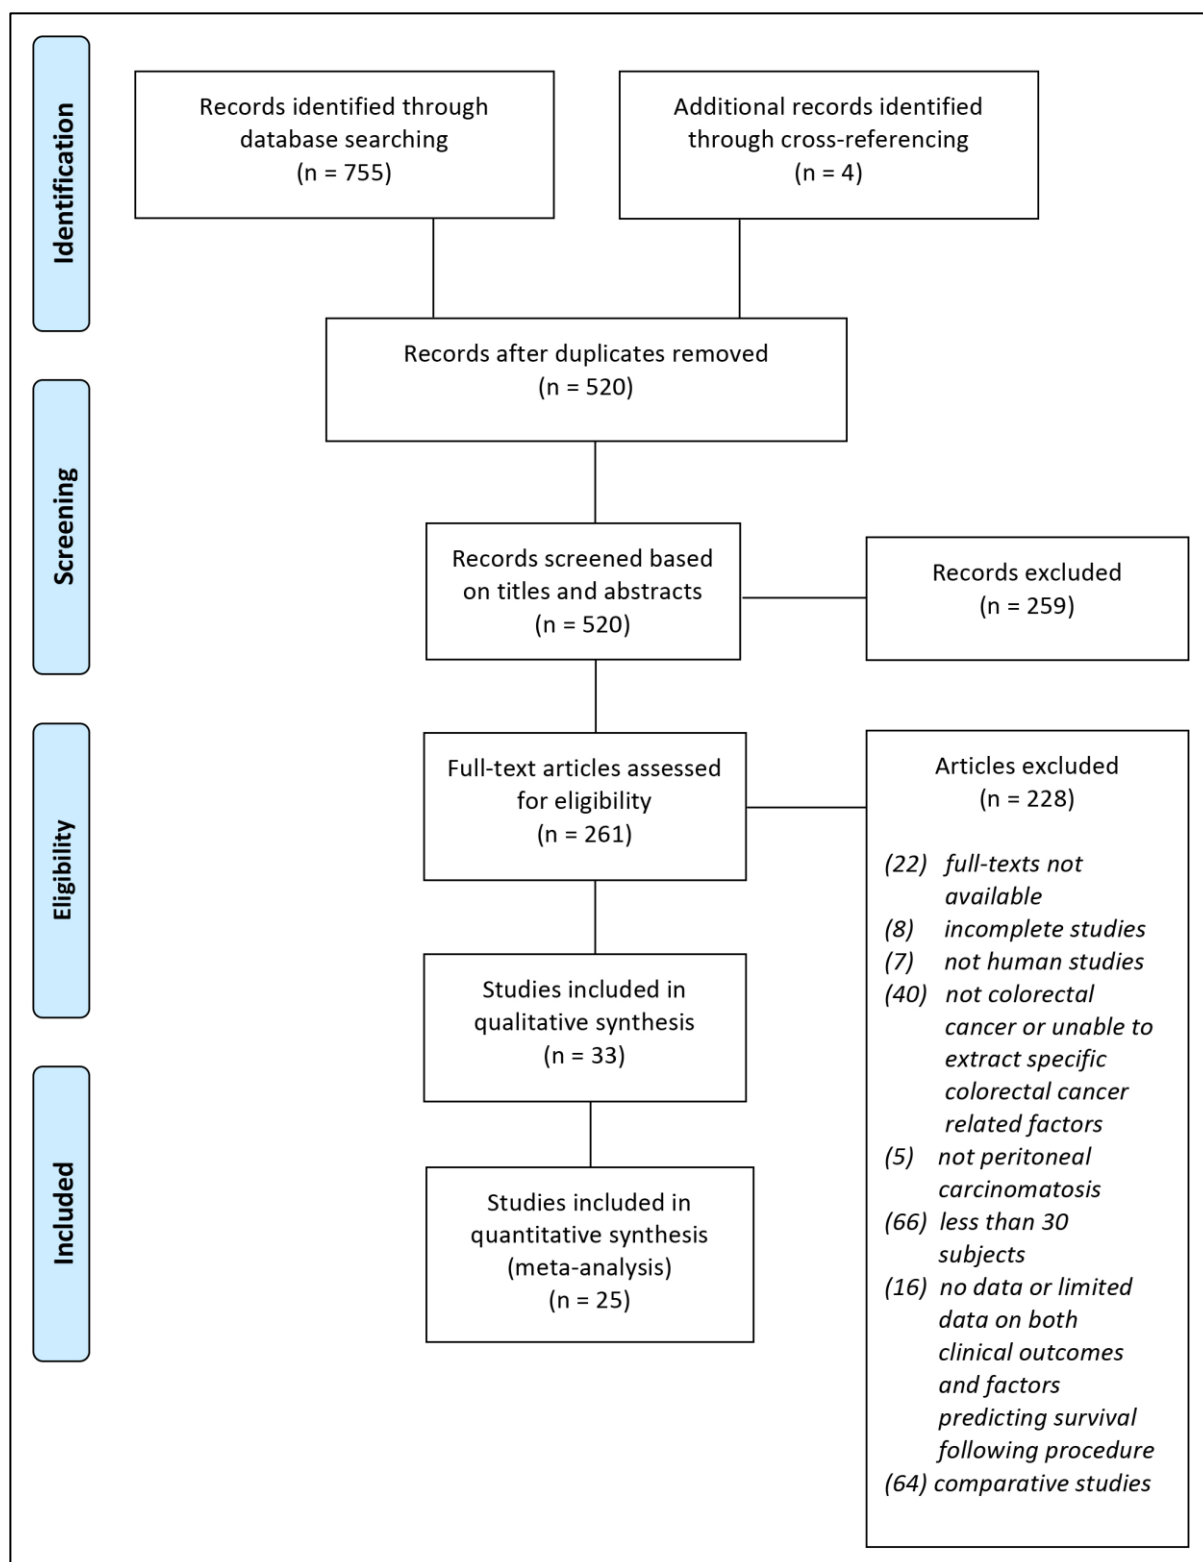 Identification
Records identified through
database searching
(n = 755)
Additional records identified
through cross-referencing
(n = 4)
Records after duplicates removed
(n = 520)
Screening
Records screened based
on titles and abstracts
(n = 520)
Records excluded
(n = 259)
Eligibility
Full-text articles assessed
for eligibility
(n = 261)
Articles excluded
(n = 228)
(22) full-texts not
available
(8) incomplete studies
(7) not human studies
(40) not colorectal
cancer or unable to
extract specific
colorectal cancer
related factors
(5) not peritoneal
carcinomatosis
(66) less than 30
subjects
(16) no data or limited
data on both
clinical outcomes
and factors
predicting survival
following procedure
(64) comparative studies
Studies included in
qualitative synthesis
(n = 33)
Included
Studies included in
quantitative synthesis
(meta-analysis)
(n = 25)